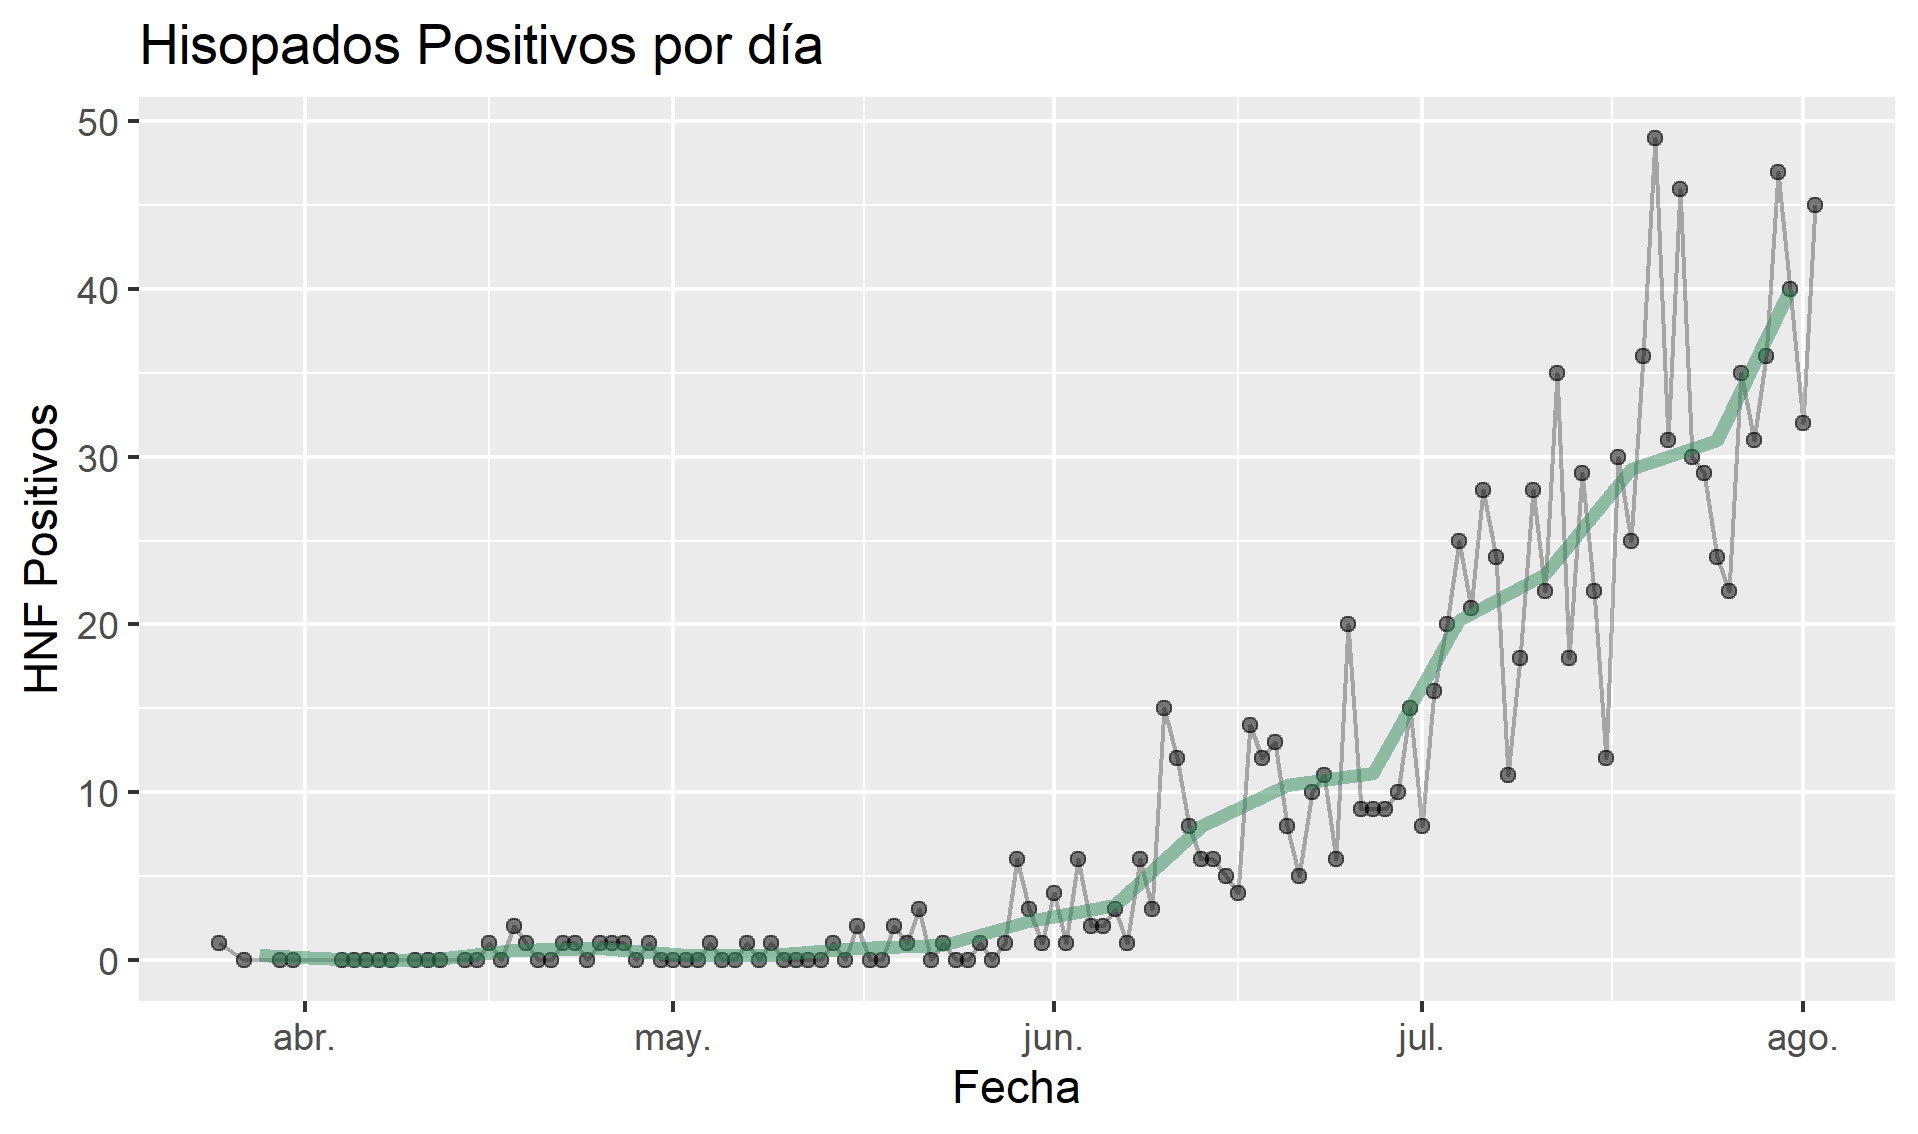 Hisopados Positivos por día
HNF Positivos
50
40
30
20
10
0
abr.
may.
jun.
jul.
ago.
Fecha